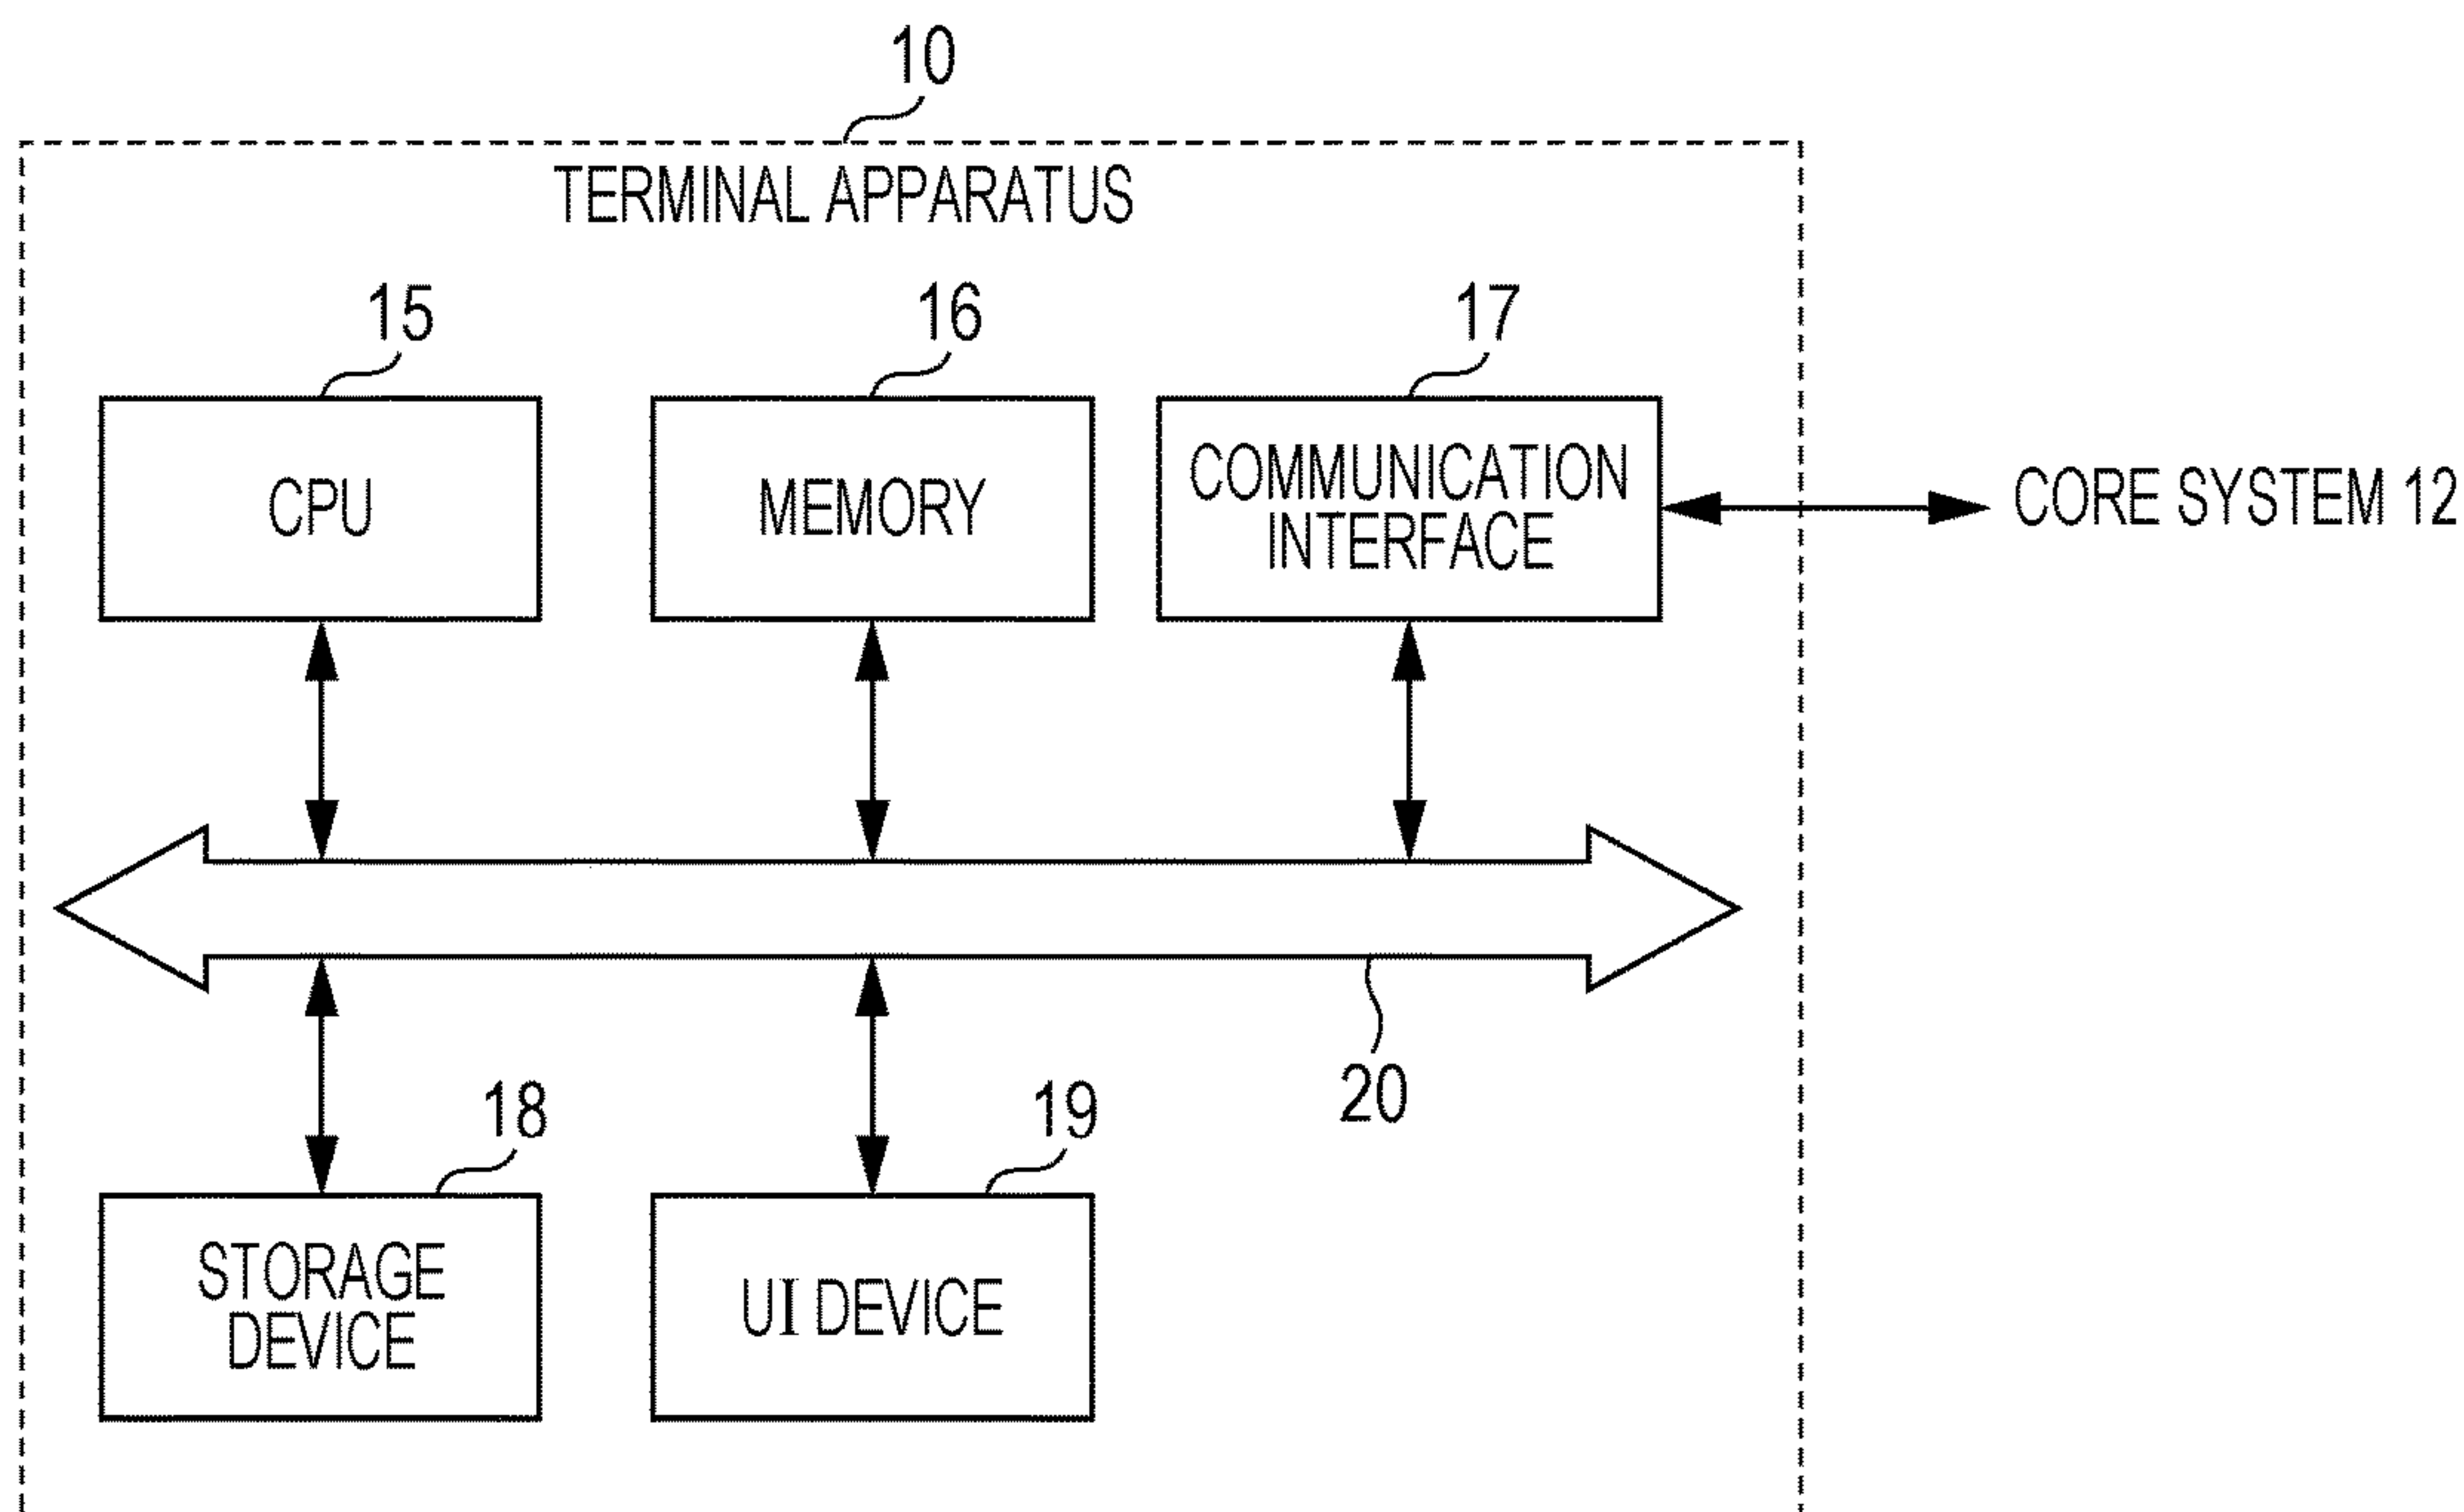 10
TERMINAL APPARATUS
15
16
17
CPU
MEMORY
COMMUNICATION
INTERFACE
CORE SYSTEM 12
20
18
19
STORAGE
DEVICE
UI DEVICE